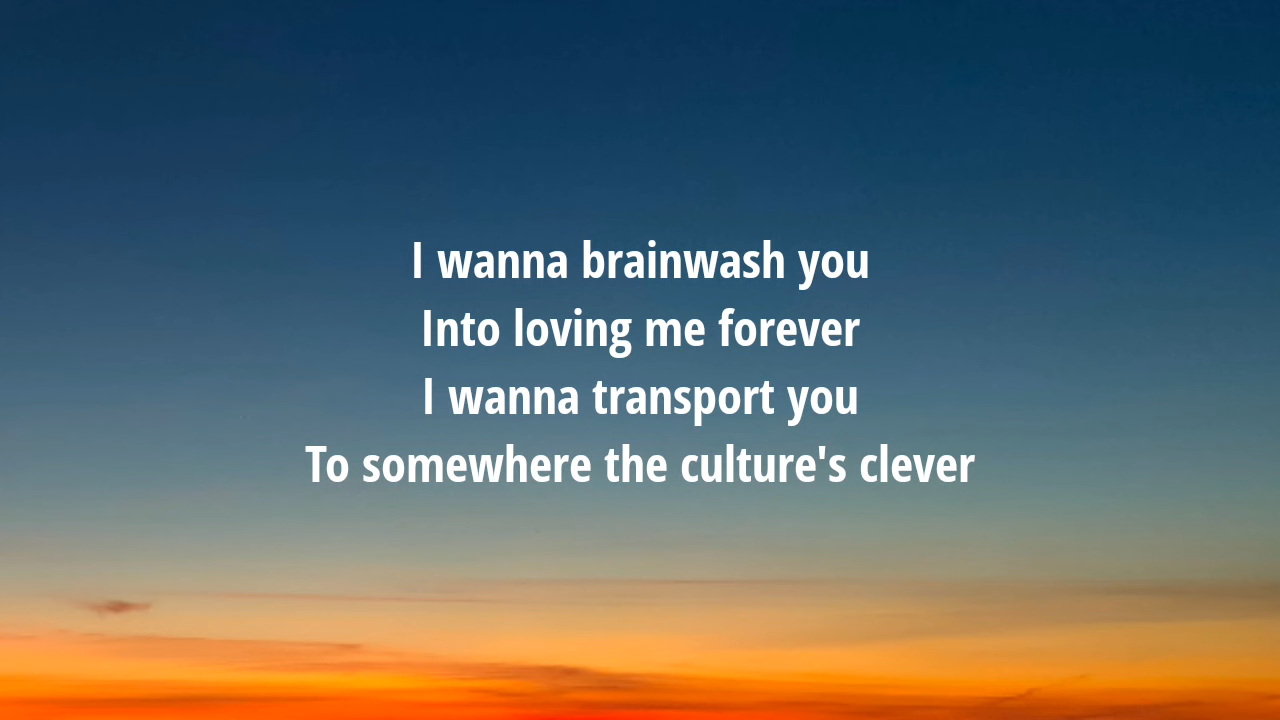 I wanna brainwash you
Into loving me forever
I wanna transport you
To somewhere the culture's clever